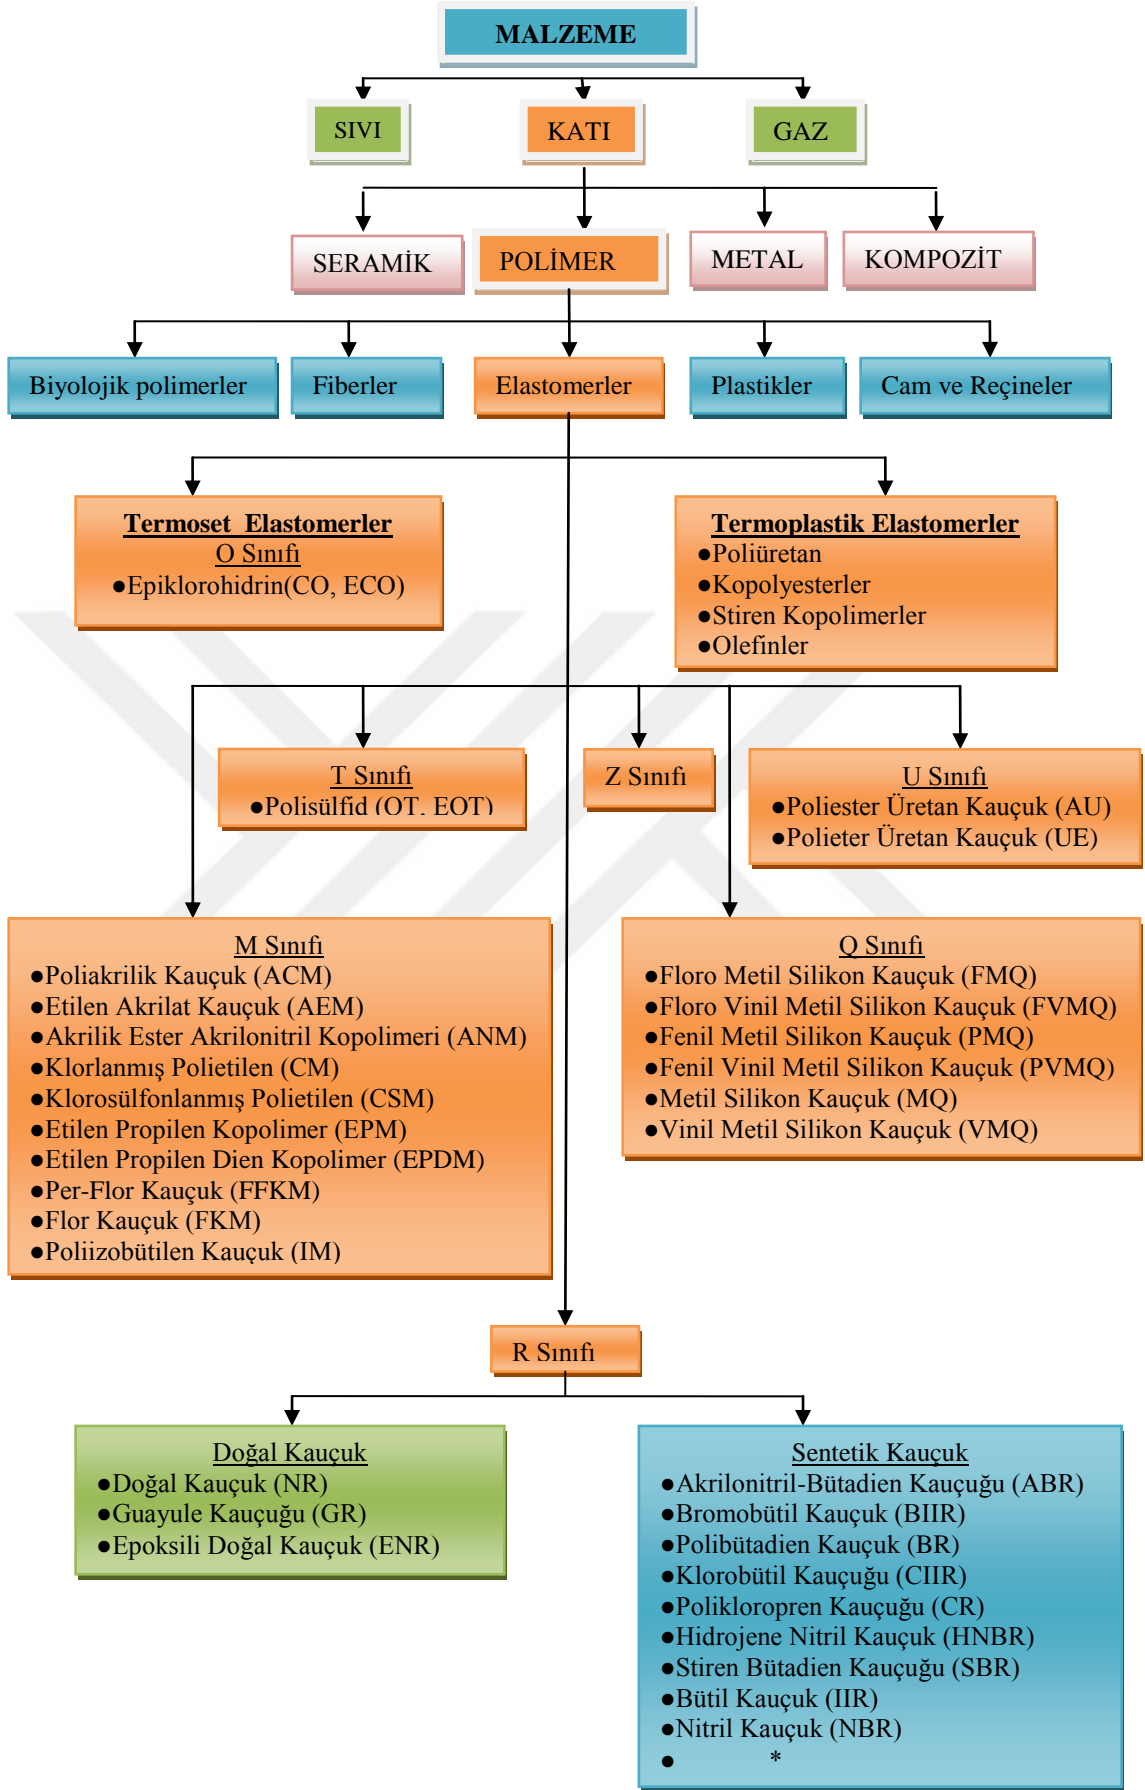 MALZEME
SIVI
KATI
GAZ
SERAMİK
POLİMER
METAL
KOMPOZİT
Biyolojik polimerler
Fiberler
Elastomerler
Plastikler
Cam ve Reçineler
Termoset Elastomerler
O Sınıfı
●Epiklorohidrin(CO, ECO)
Termoplastik Elastomerler
●Poliüretan
●Kopolyesterler
●Stiren Kopolimerler
●Olefinler
T Sınıfı
●Polisülfid (OT, EOT)
Z Sınıfı
U Sınıfı
●Poliester Üretan Kauçuk (AU)
●Polieter Üretan Kauçuk (UE)
M Sınıfı
●Poliakrilik Kauçuk (ACM)
●Etilen Akrilat Kauçuk (AEM)
●Akrilik Ester Akrilonitril Kopolimeri (ANM)
●Klorlanmış Polietilen (CM)
●Klorosülfonlanmış Polietilen (CSM)
●Etilen Propilen Kopolimer (EPM)
●Etilen Propilen Dien Kopolimer (EPDM)
●Per-Flor Kauçuk (FFKM)
●Flor Kauçuk (FKM)
●Poliizobütilen Kauçuk (IM)
Q Sınıfı
●Floro Metil Silikon Kauçuk (FMQ)
●Floro Vinil Metil Silikon Kauçuk (FVMQ)
●Fenil Metil Silikon Kauçuk (PMQ)
●Fenil Vinil Metil Silikon Kauçuk (PVMQ)
●Metil Silikon Kauçuk (MQ)
●Vinil Metil Silikon Kauçuk (VMQ)
R Sınıfı
Doğal Kauçuk
●Doğal Kauçuk (NR)
●Guayule Kauçuğu (GR)
●Epoksili Doğal Kauçuk (ENR)
Sentetik Kauçuk
●Akrilonitril-Bütadien Kauçuğu (ABR)
●Bromobütil Kauçuk (BIIR)
●Polibütadien Kauçuk (BR)
●Klorobütil Kauçuğu (CIIR)
●Polikloropren Kauçuğu (CR)
●Hidrojene Nitril Kauçuk (HNBR)
●Stiren Bütadien Kauçuğu (SBR)
●Bütil Kauçuk (IIR)
●Nitril Kauçuk (NBR)
● *